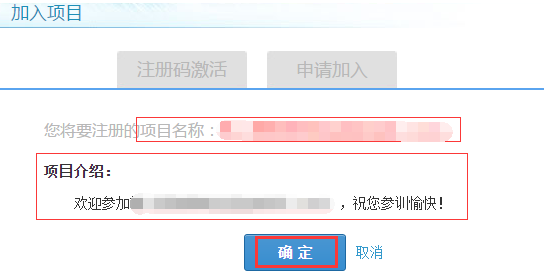 加入项目
注册码激活 申请加入
您将要注册的项目名称：
项目介绍：
欢迎参加 ，祝您参训愉快！
确 定 取消